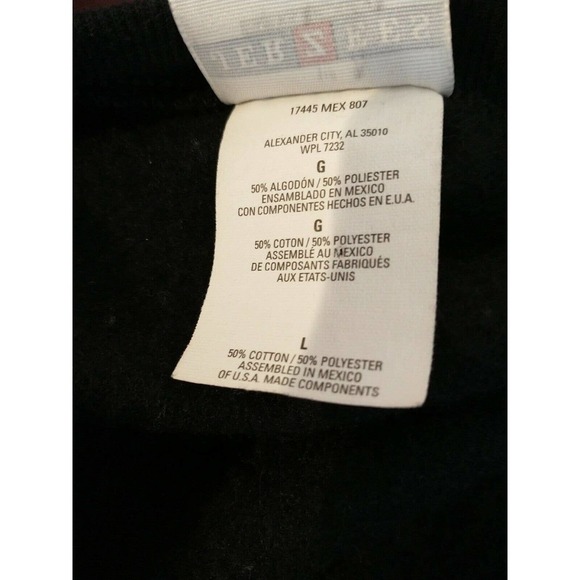 JERZEES
17445 MEX 807
ALEXANDER CITY, AL 35010
WPL 7232
G
50% ALGODÓN / 50% POLIESTER
ENSAMBLADO EN MEXICO
CON COMPONENTES HECHOS EN E.U.A.
G
50% COTON / 50% POLYESTER
ASSEMBLÉ AU MEXICO
DE COMPOSANTS FABRIQUÉS
AUX ETATS-UNIS
L
50% COTTON / 50% POLYESTER
ASSEMBLED IN MEXICO
OF U.S.A. MADE COMPONENTS